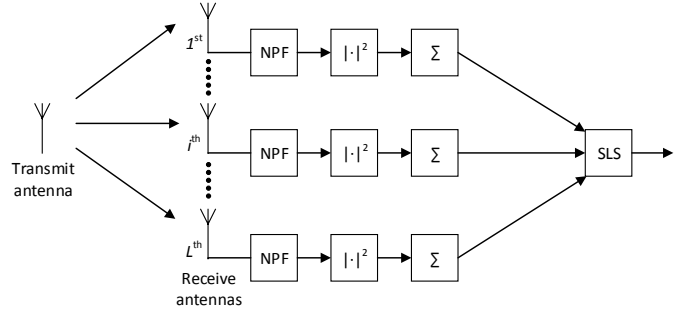 1st
NPF
|·|²
Σ
Transmit
antenna
ith
NPF
|·|²
Σ
SLS
Lth
NPF
|·|²
Σ
Receive
antennas